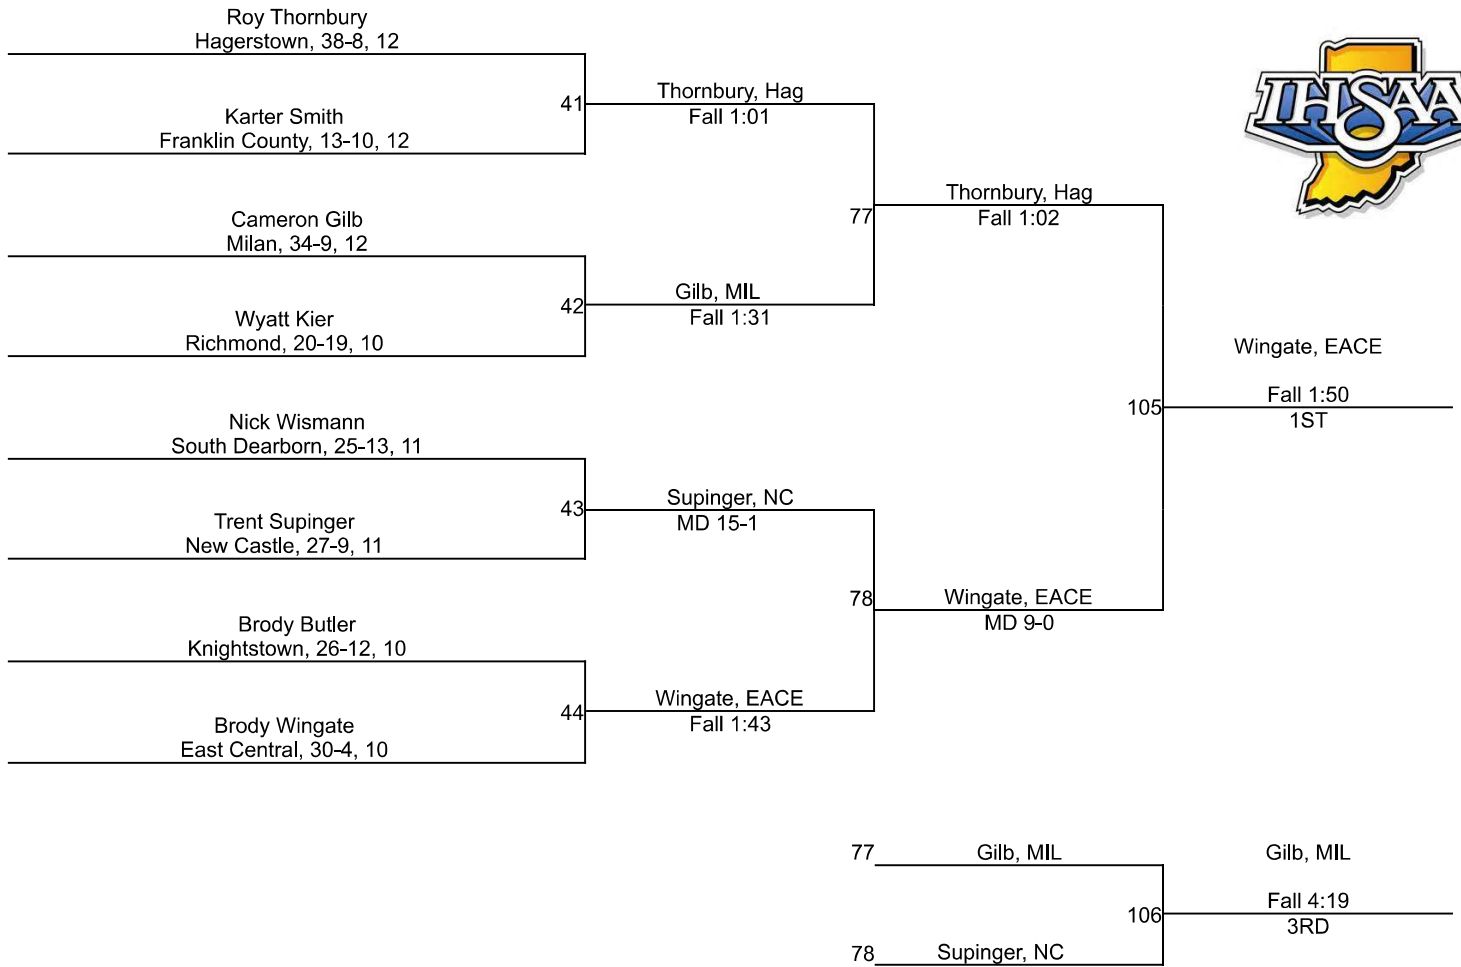 Roy Thornbury
Hagerstown, 38-8, 12
41
Thornbury, Hag
Fall 1:01
Karter Smith
Franklin County, 13-10, 12
IHSAA
77
Thornbury, Hag
Fall 1:02
Cameron Gilb
Milan, 34-9, 12
42
Gilb, MIL
Fall 1:31
Wyatt Kier
Richmond, 20-19, 10
105
Wingate, EACE
Fall 1:50
1ST
Nick Wismann
South Dearborn, 25-13, 11
43
Supinger, NC
MD 15-1
Trent Supinger
New Castle, 27-9, 11
78
Wingate, EACE
MD 9-0
Brody Butler
Knightstown, 26-12, 10
44
Wingate, EACE
Fall 1:43
Brody Wingate
East Central, 30-4, 10
77
Gilb, MIL
106
Gilb, MIL
Fall 4:19
3RD
78
Supinger, NC